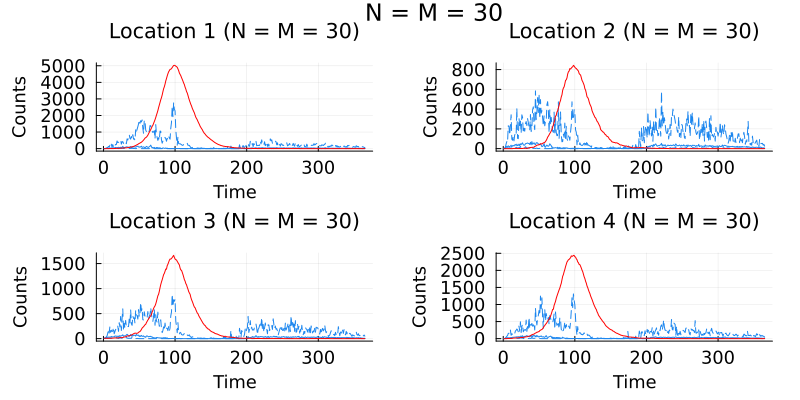 N = M = 30
Location 1 (N = M = 30)
Counts
5000
4000
3000
2000
1000
0
0 100 200 300
Time
Location 2 (N = M = 30)
Counts
800
600
400
200
0
0 100 200 300
Time
Location 3 (N = M = 30)
Counts
1500
1000
500
0
0 100 200 300
Time
Location 4 (N = M = 30)
Counts
2500
2000
1500
1000
500
0
0 100 200 300
Time